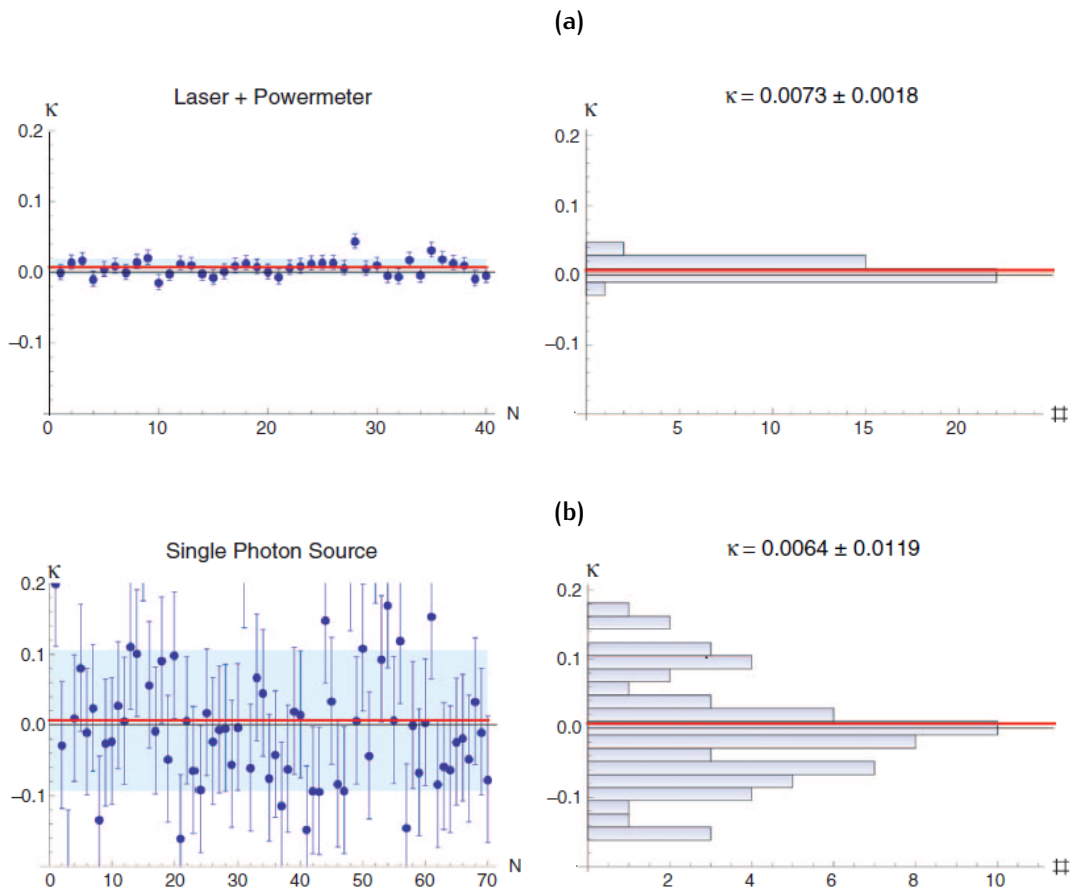 (a)
Laser + Powermeter
κ = 0.0073 ± 0.0018
κ
0.2
0.1
0.0
−0.1
0 10 20 30 40
N
κ
0.2
0.1
0.0
−0.1
5 10 15 20
#
(b)
Single Photon Source
κ = 0.0064 ± 0.0119
κ
0.2
0.1
0.0
−0.1
0 10 20 30 40 50 60 70
N
κ
0.2
0.1
0.0
−0.1
2 4 6 8 10
#